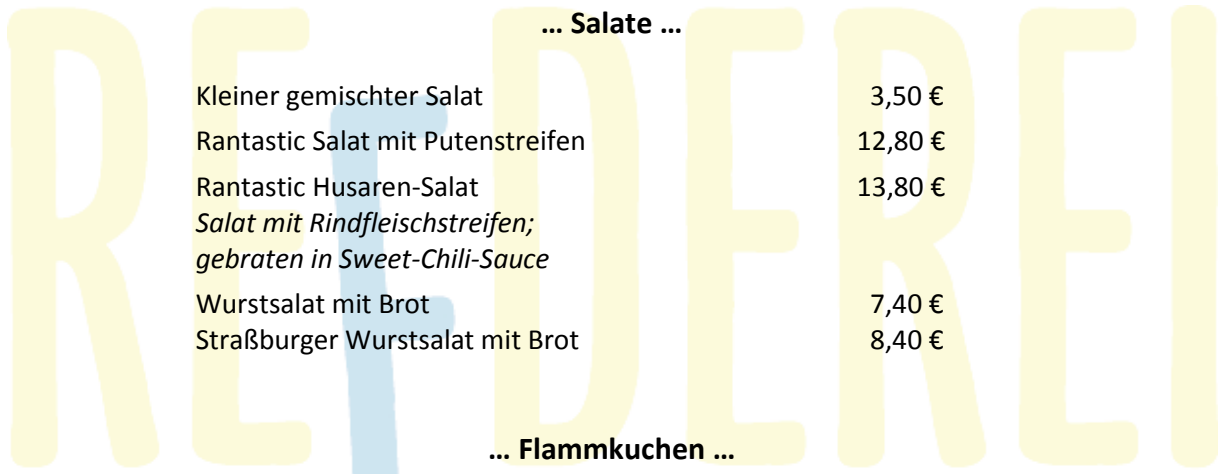 … Salate …
Kleiner gemischter Salat 3,50 €
Rantastic Salat mit Putenstreifen 12,80 €
Rantastic Husaren-Salat 13,80 €
Salat mit Rindfleischstreifen;
gebraten in Sweet-Chili-Sauce
Wurstsalat mit Brot 7,40 €
Straßburger Wurstsalat mit Brot 8,40 €
… Flammkuchen …